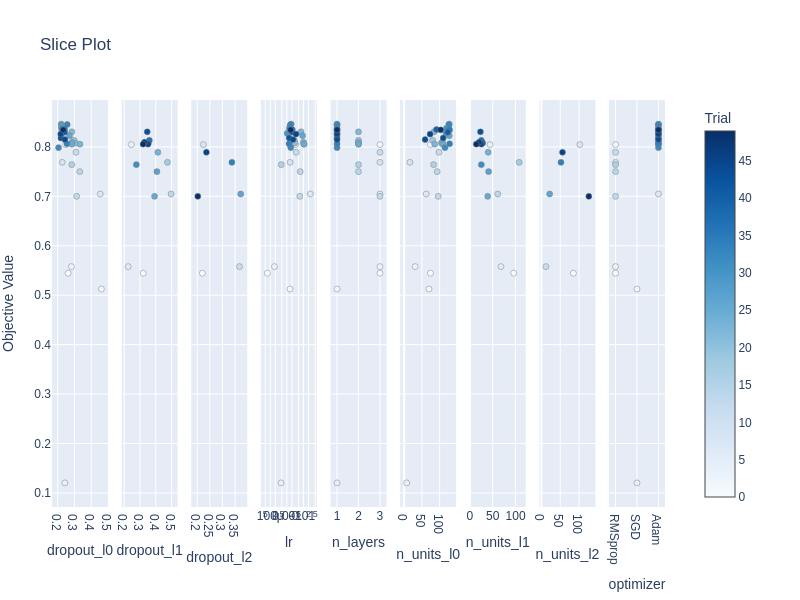 Slice Plot
Trial
Objective Value
0.8
0.7
0.6
0.5
0.4
0.3
0.2
0.1
0.2 0.3 0.4 0.5
dropout_l0
0.2 0.3 0.4 0.5
dropout_l1
0.2 0.25 0.3 0.35
dropout_l2
lr
1 2 3
n_layers
0 50 100
n_units_l0
0 50 100
n_units_l1
0 50 100
n_units_l2
RMSprop SGD Adam
optimizer
45
40
35
30
25
20
15
10
5
0